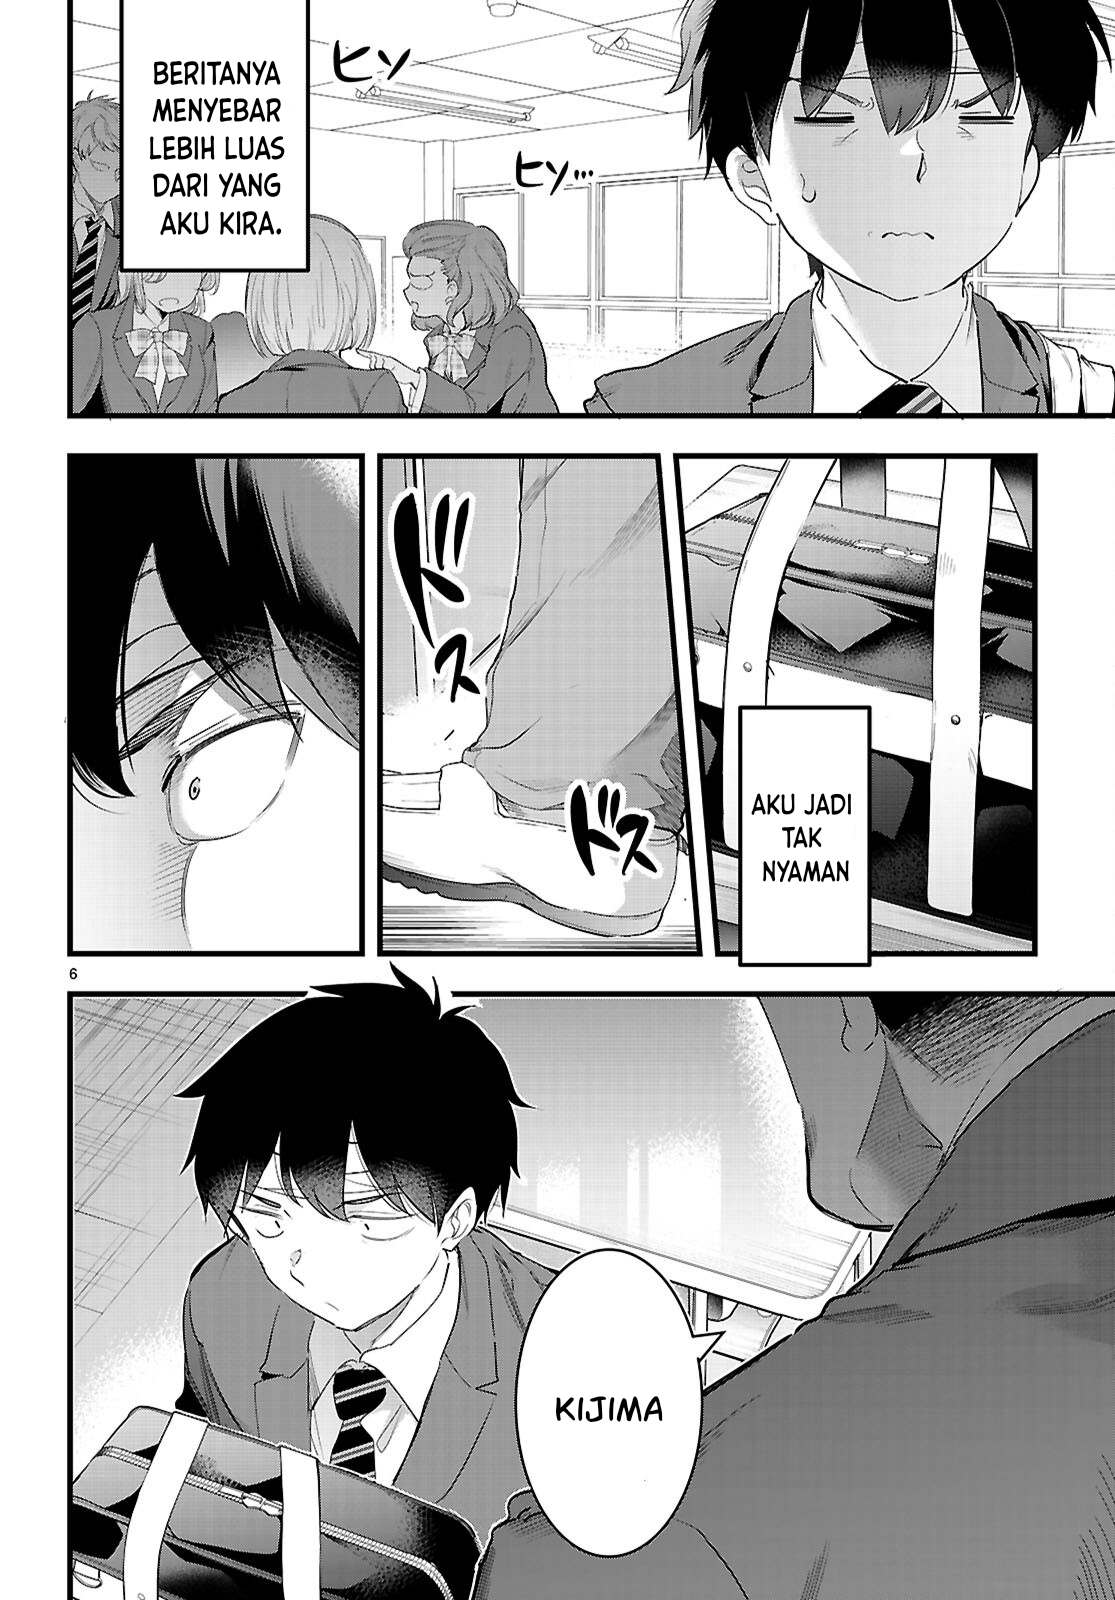 BERITANYA
MENYEBAR
LEBIH LUAS
DARI YANG
AKU KIRA.
ヒソ
ヒソ…
AKU JADI
TAK
NYAMAN
ドス
ドス
6
KIJIMA